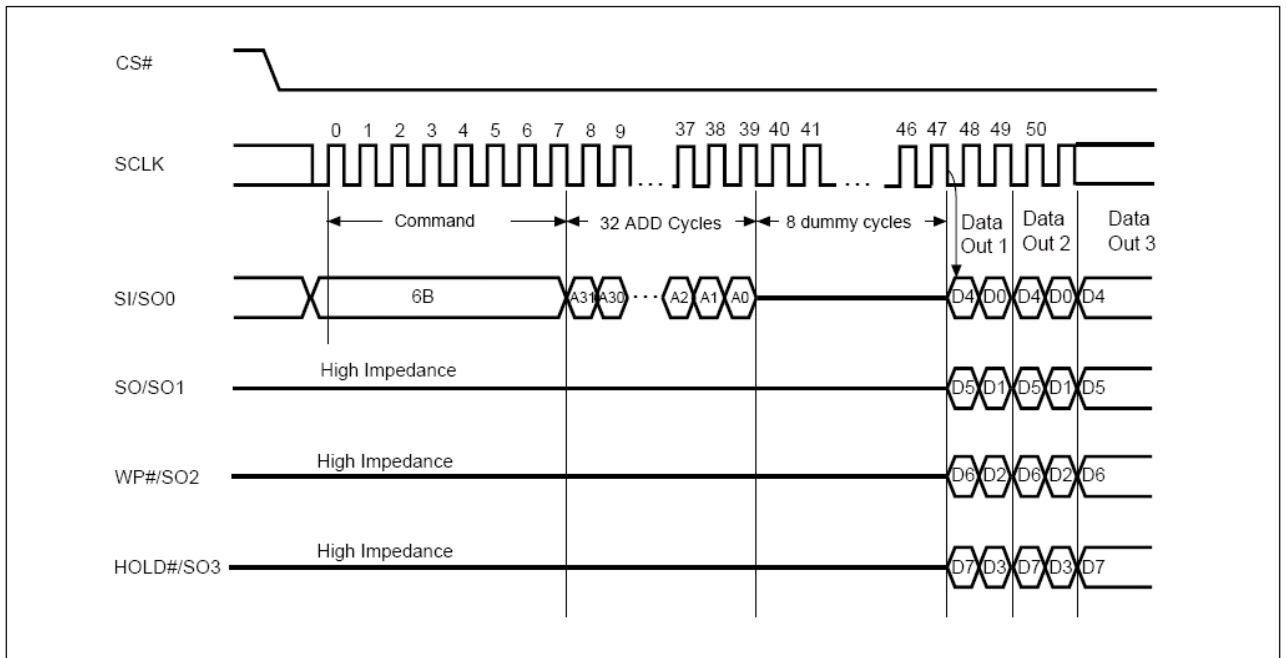 CS#
0 1 2 3 4 5 6 7 8 9 37 38 39 40 41 46 47 48 49 50
SCLK
... ...
Command 32 ADD Cycles 8 dummy cycles
Data Out 1
Data Out 2
Data Out 3
SI/SO0 6B A31 A30 ... A2 A1 A0 D4 D0 D4 D0 D4
High Impedance
SO/SO1 D5 D1 D5 D1 D5
High Impedance
WP#/SO2 D6 D2 D6 D2 D6
High Impedance
HOLD#/SO3 D7 D3 D7 D3 D7